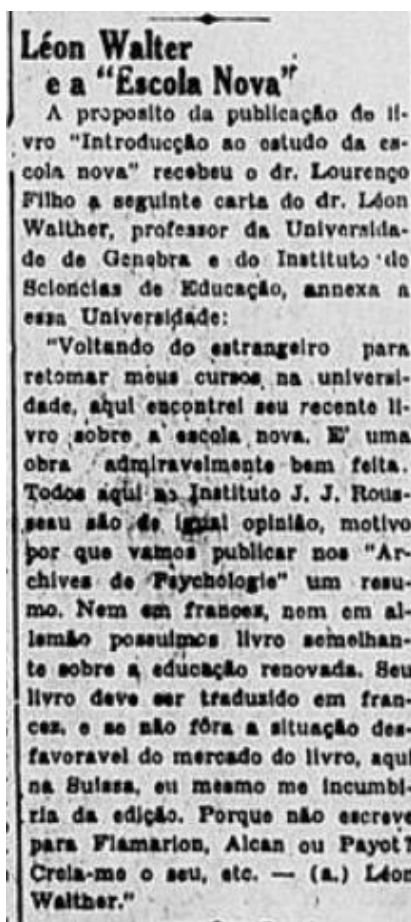 Léon Walter
e a "Escola Nova"
A proposito da publicação do li-
vro "Introducção ao estudo da es-
cola nova" recebeu o dr. Lourenço
Filho a seguinte carta do dr. Léon
Walther, professor da Universida-
de de Genebra e do Instituto de
Sciencias de Educação, annexa a
essa Universidade:
"Voltando do estrangeiro para
retomar meus cursos na universi-
dade, aqui encontrei seu recente li-
vro sobre a escola nova. E' uma
obra admiravelmente bem feita.
Todos aqui no Instituto J. J. Rous-
seau são de igual opinião, motivo
por que vamos publicar nos "Ar-
chives de Psychologie" um resu-
mo. Nem em francez, nem em al-
lemão possuimos livro semelhan-
te sobre a educação renovada. Seu
livro deve ser traduzido em fran-
cez, e se não fôra a situação des-
favoravel do mercado do livro, aqui
na Suissa, eu mesmo me incumbi-
ria da edição. Porque não escreve
para Flamarion, Alcan ou Payot?
Creia-me o seu, etc. — (a.) Léon
Walther."